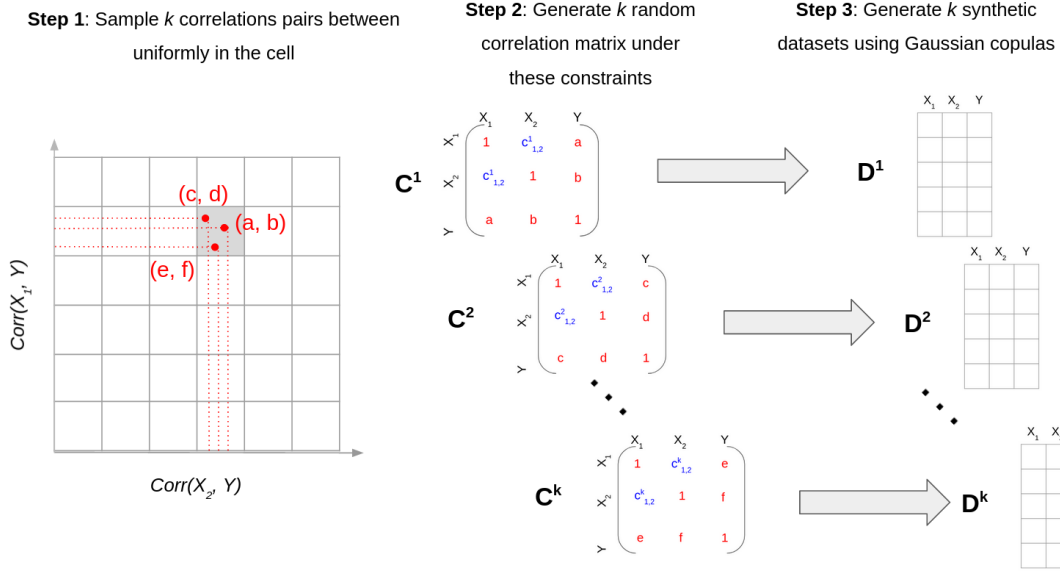 Step 1: Sample k correlations pairs between
uniformly in the cell
Step 2: Generate k random
correlation matrix under
these constraints
Step 3: Generate k synthetic
datasets using Gaussian copulas
(c, d)
(a, b)
(e, f)
Corr(X1, Y)
Corr(X2, Y)
C1
X1 X2 Y
X1 1 c11,2 a
X2 c11,2 1 b
Y a b 1
D1
X1 X2 Y
C2
X1 X2 Y
X1 1 c21,2 c
X2 c21,2 1 d
Y c d 1
D2
X1 X2 Y
Ck
X1 X2 Y
X1 1 ck1,2 e
X2 ck1,2 1 f
Y e f 1
Dk
X1 X